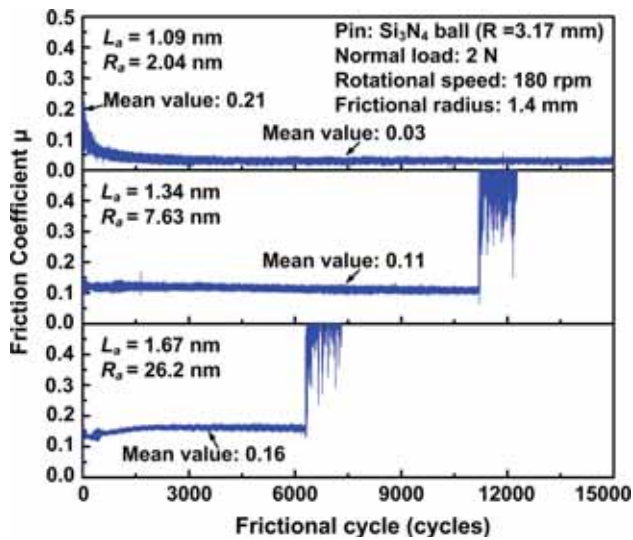 Friction Coefficient μ
0.5
0.4
0.3
0.2
0.1
0.0
Lₐ = 1.09 nm
Rₐ = 2.04 nm
Mean value: 0.21
Pin: Si₃N₄ ball (R =3.17 mm)
Normal load: 2 N
Rotational speed: 180 rpm
Frictional radius: 1.4 mm
Mean value: 0.03
0.4
0.3
0.2
0.1
0.0
Lₐ = 1.34 nm
Rₐ = 7.63 nm
Mean value: 0.11
0.4
0.3
0.2
0.1
0.0
Lₐ = 1.67 nm
Rₐ = 26.2 nm
Mean value: 0.16
0 3000 6000 9000 12000 15000
Frictional cycle (cycles)